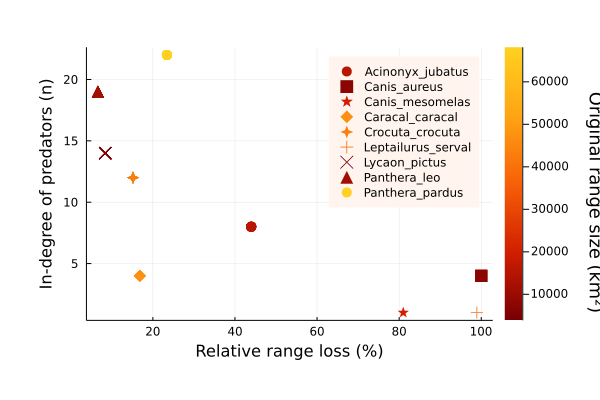 In-degree of predators (n)
20
15
10
5
20
40
60
80
100
Relative range loss (%)
Acinonyx_jubatus
Canis_aureus
Canis_mesomelas
Caracal_caracal
Crocuta_crocuta
Leptailurus_serval
Lycaon_pictus
Panthera_leo
Panthera_pardus
60000
50000
40000
30000
20000
10000
Original range size (km²)